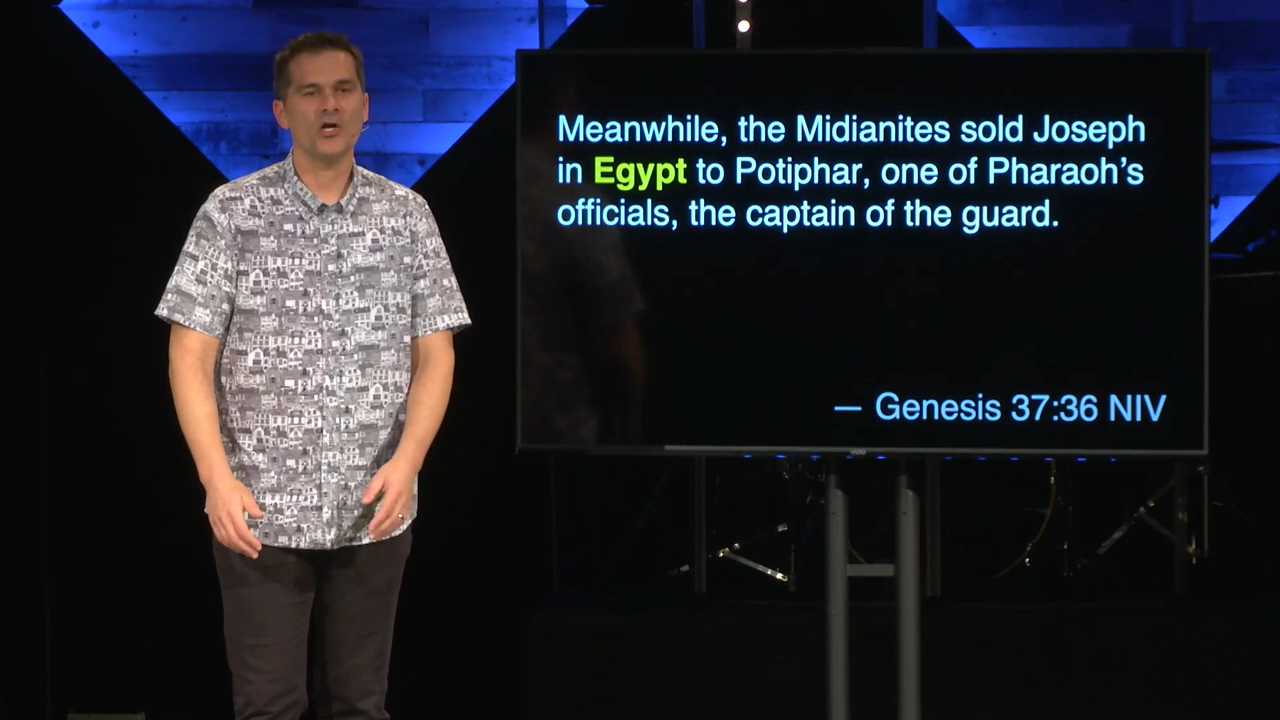 Meanwhile, the Midianites sold Joseph
in Egypt to Potiphar, one of Pharaoh’s
officials, the captain of the guard.
— Genesis 37:36 NIV